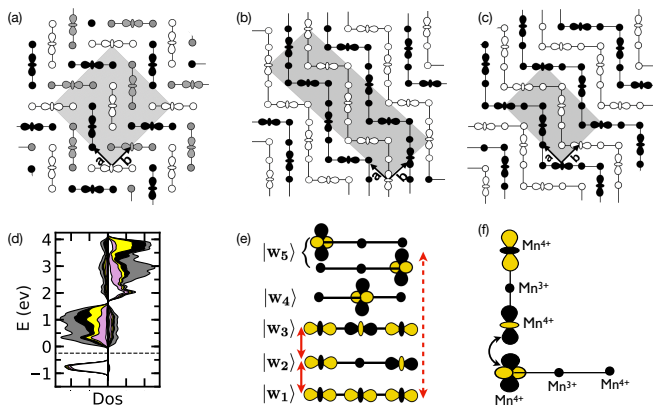 (a)
(b)
(c)
a b
a b
a b
(d)
(e)
(f)
4
3
2
1
0
−1
E (ev)
Dos
|w₅⟩
|w₄⟩
|w₃⟩
|w₂⟩
|w₁⟩
Mn⁴⁺
Mn³⁺
Mn⁴⁺
Mn³⁺
Mn⁴⁺
Mn⁴⁺